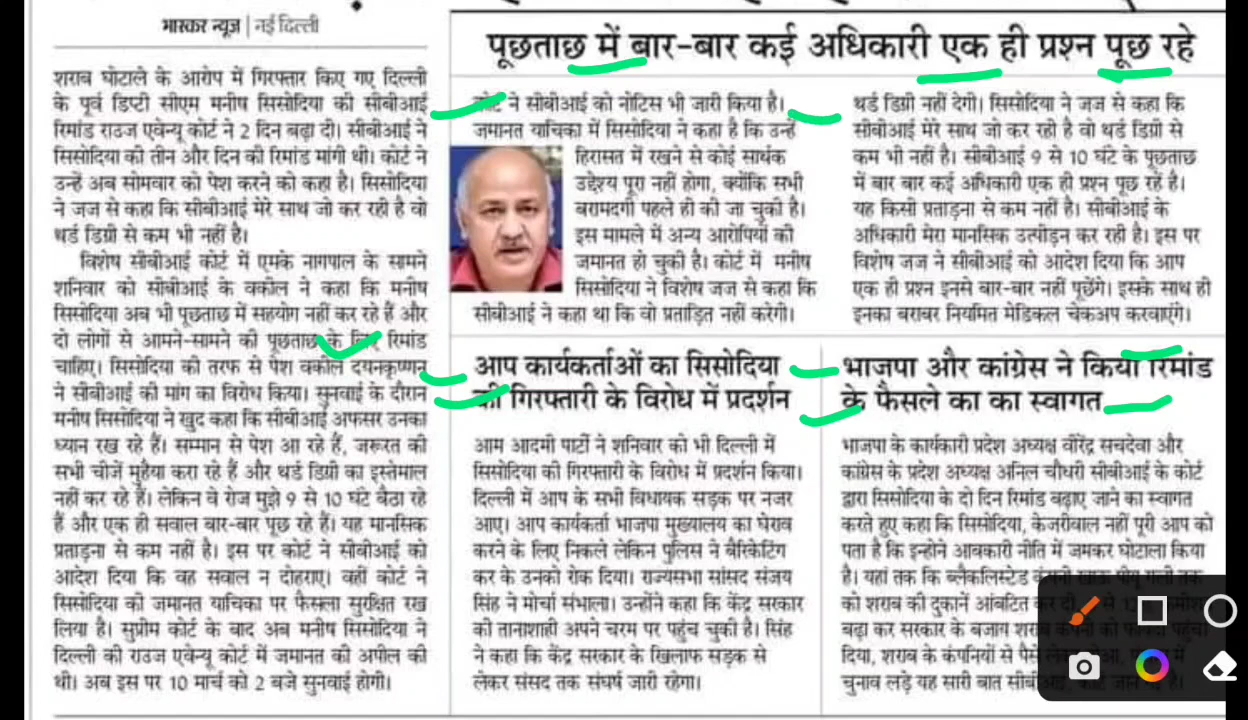 भास्कर न्यूज | नई दिल्ली
शराब घोटाले के आरोप में गिरफ्तार किए गए दिल्ली
के पूर्व डिप्टी सीएम मनीष सिसोदिया की सीबीआई
रिमांड राउज एवेन्यू कोर्ट ने 2 दिन बढ़ा दी। सीबीआई ने
सिसोदिया की तीन और दिन की रिमांड मांगी थी। कोर्ट ने
उन्हें अब सोमवार को पेश करने को कहा है। सिसोदिया
ने जज से कहा कि सीबीआई मेरे साथ जो कर रही है वो
थर्ड डिग्री से कम भी नहीं है।
विशेष सीबीआई कोर्ट में एमके नागपाल के सामने
शनिवार को सीबीआई के वकील ने कहा कि मनीष
सिसोदिया अब भी पूछताछ में सहयोग नहीं कर रहे हैं और
दो लोगों से आमने-सामने की पूछताछ के लिए रिमांड
चाहिए। सिसोदिया की तरफ से पेश वकील दयनकृष्णन
ने सीबीआई की मांग का विरोध किया। सुनवाई के दौरान
मनीष सिसोदिया ने खुद कहा कि सीबीआई अफसर उनका
ध्यान रख रहे हैं। सम्मान से पेश आ रहे हैं, जरूरत की
सभी चीजें मुहैया करा रहे हैं और थर्ड डिग्री का इस्तेमाल
नहीं कर रहे हैं। लेकिन वे रोज मुझे 9 से 10 घंटे बैठा रहे
हैं और एक ही सवाल बार-बार पूछ रहे हैं। यह मानसिक
प्रताड़ना से कम नहीं है। इस पर कोर्ट ने सीबीआई को
आदेश दिया कि वह सवाल न दोहराए। वहीं कोर्ट ने
सिसोदिया की जमानत याचिका पर फैसला सुरक्षित रख
लिया है। सुप्रीम कोर्ट के बाद अब मनीष सिसोदिया ने
दिल्ली की राउज एवेन्यू कोर्ट में जमानत की अपील की
थी। अब इस पर 10 मार्च को 2 बजे सुनवाई होगी।
पूछताछ में बार-बार कई अधिकारी एक ही प्रश्न पूछ रहे
कोर्ट ने सीबीआई को नोटिस भी जारी किया है।
जमानत याचिका में सिसोदिया ने कहा है कि उन्हें
हिरासत में रखने से कोई सार्थक
उद्देश्य पूरा नहीं होगा, क्योंकि सभी
बरामदगी पहले ही की जा चुकी है।
इस मामले में अन्य आरोपियों की
जमानत हो चुकी है। कोर्ट में मनीष
सिसोदिया ने विशेष जज से कहा कि
सीबीआई ने कहा था कि वो प्रताड़ित नहीं करेगी।
थर्ड डिग्री नहीं देगी। सिसोदिया ने जज से कहा कि
सीबीआई मेरे साथ जो कर रही है वो थर्ड डिग्री से
कम भी नहीं है। सीबीआई 9 से 10 घंटे के पूछताछ
में बार बार कई अधिकारी एक ही प्रश्न पूछ रहें है।
यह किसी प्रताड़ना से कम नहीं है। सीबीआई के
अधिकारी मेरा मानसिक उत्पीड़न कर रही है। इस पर
विशेष जज ने सीबीआई को आदेश दिया कि आप
एक ही प्रश्न इनसे बार-बार नहीं पूछेंगे। इसके साथ ही
इनका बराबर नियमित मेडिकल चेकअप करवाएंगे।
आप कार्यकर्ताओं का सिसोदिया
की गिरफ्तारी के विरोध में प्रदर्शन
आम आदमी पार्टी ने शनिवार को भी दिल्ली में
सिसोदिया की गिरफ्तारी के विरोध में प्रदर्शन किया।
दिल्ली में आप के सभी विधायक सड़क पर नजर
आए। आप कार्यकर्ता भाजपा मुख्यालय का घेराव
करने के लिए निकले लेकिन पुलिस ने बैरिकेटिंग
कर के उनको रोक दिया। राज्यसभा सांसद संजय
सिंह ने मोर्चा संभाला। उन्होंने कहा कि केंद्र सरकार
की तानाशाही अपने चरम पर पहुंच चुकी है। सिंह
ने कहा कि केंद्र सरकार के खिलाफ सड़क से
लेकर संसद तक संघर्ष जारी रहेगा।
भाजपा और कांग्रेस ने किया रिमांड
के फैसले का का स्वागत
भाजपा के कार्यकारी प्रदेश अध्यक्ष वीरेंद्र सचदेवा और
कांग्रेस के प्रदेश अध्यक्ष अनिल चौधरी सीबीआई के कोर्ट
द्वारा सिसोदिया के दो दिन रिमांड बढ़ाए जाने का स्वागत
करते हुए कहा कि सिसोदिया, केजरीवाल नहीं पूरी आप को
पता है कि इन्होने आबकारी नीति में जमकर घोटाला किया
है। यहां तक कि ब्लैकलिस्टेड
को शराब की दुकानें आंबटित
बढ़ा कर सरकार के बजाय शराब
दिया, शराब के कंपनियों से पैसे
चुनाव लड़े यह सारी बात